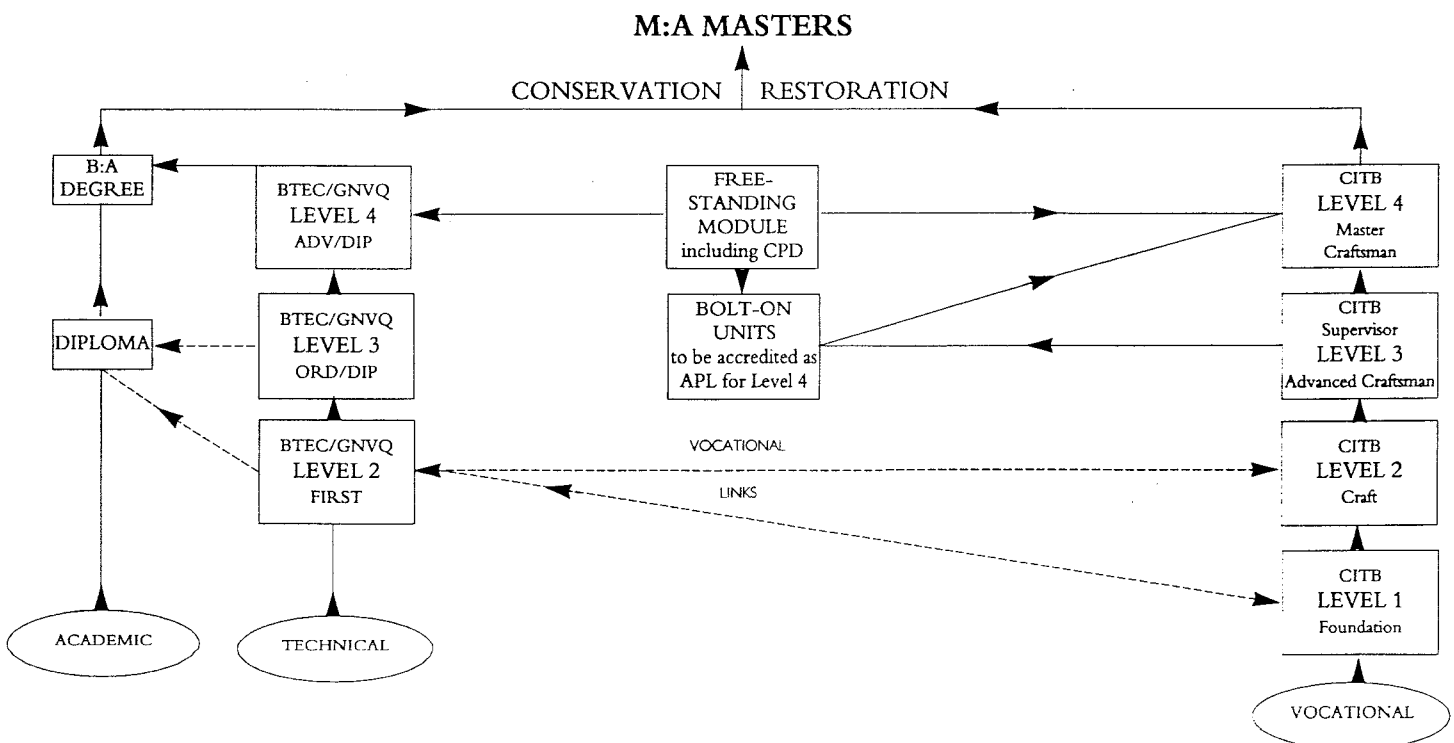 M:A MASTERS
CONSERVATION
RESTORATION
B:A
DEGREE
BTEC/GNVQ
LEVEL 4
ADV/DIP
FREE-
STANDING
MODULE
including CPD
CITB
LEVEL 4
Master
Craftsman
DIPLOMA
BTEC/GNVQ
LEVEL 3
ORD/DIP
BOLT-ON
UNITS
to be accredited as
APL for Level 4
CITB
Supervisor
LEVEL 3
Advanced Craftsman
BTEC/GNVQ
LEVEL 2
FIRST
VOCATIONAL
LINKS
CITB
LEVEL 2
Craft
CITB
LEVEL 1
Foundation
ACADEMIC
TECHNICAL
VOCATIONAL